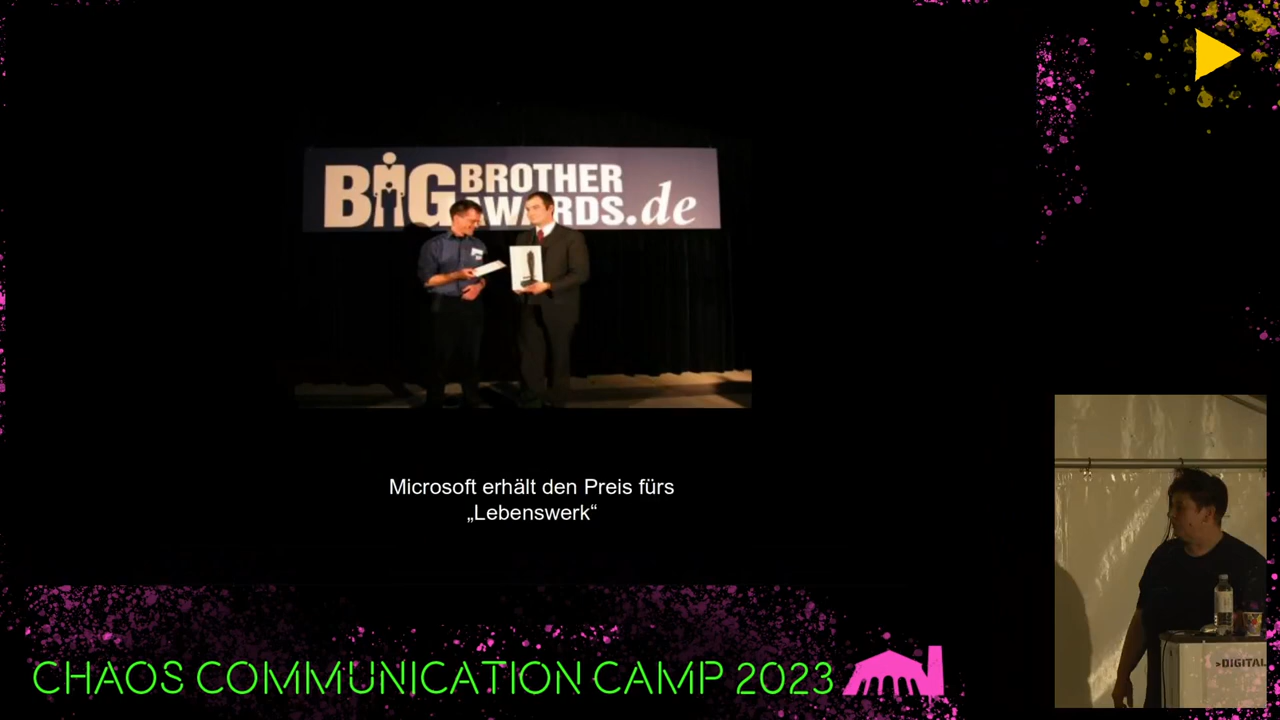 BIG BROTHER
AWARDS.de
Microsoft erhält den Preis fürs
„Lebenswerk“
>DIGITAL
CHAOS COMMUNICATION CAMP 2023